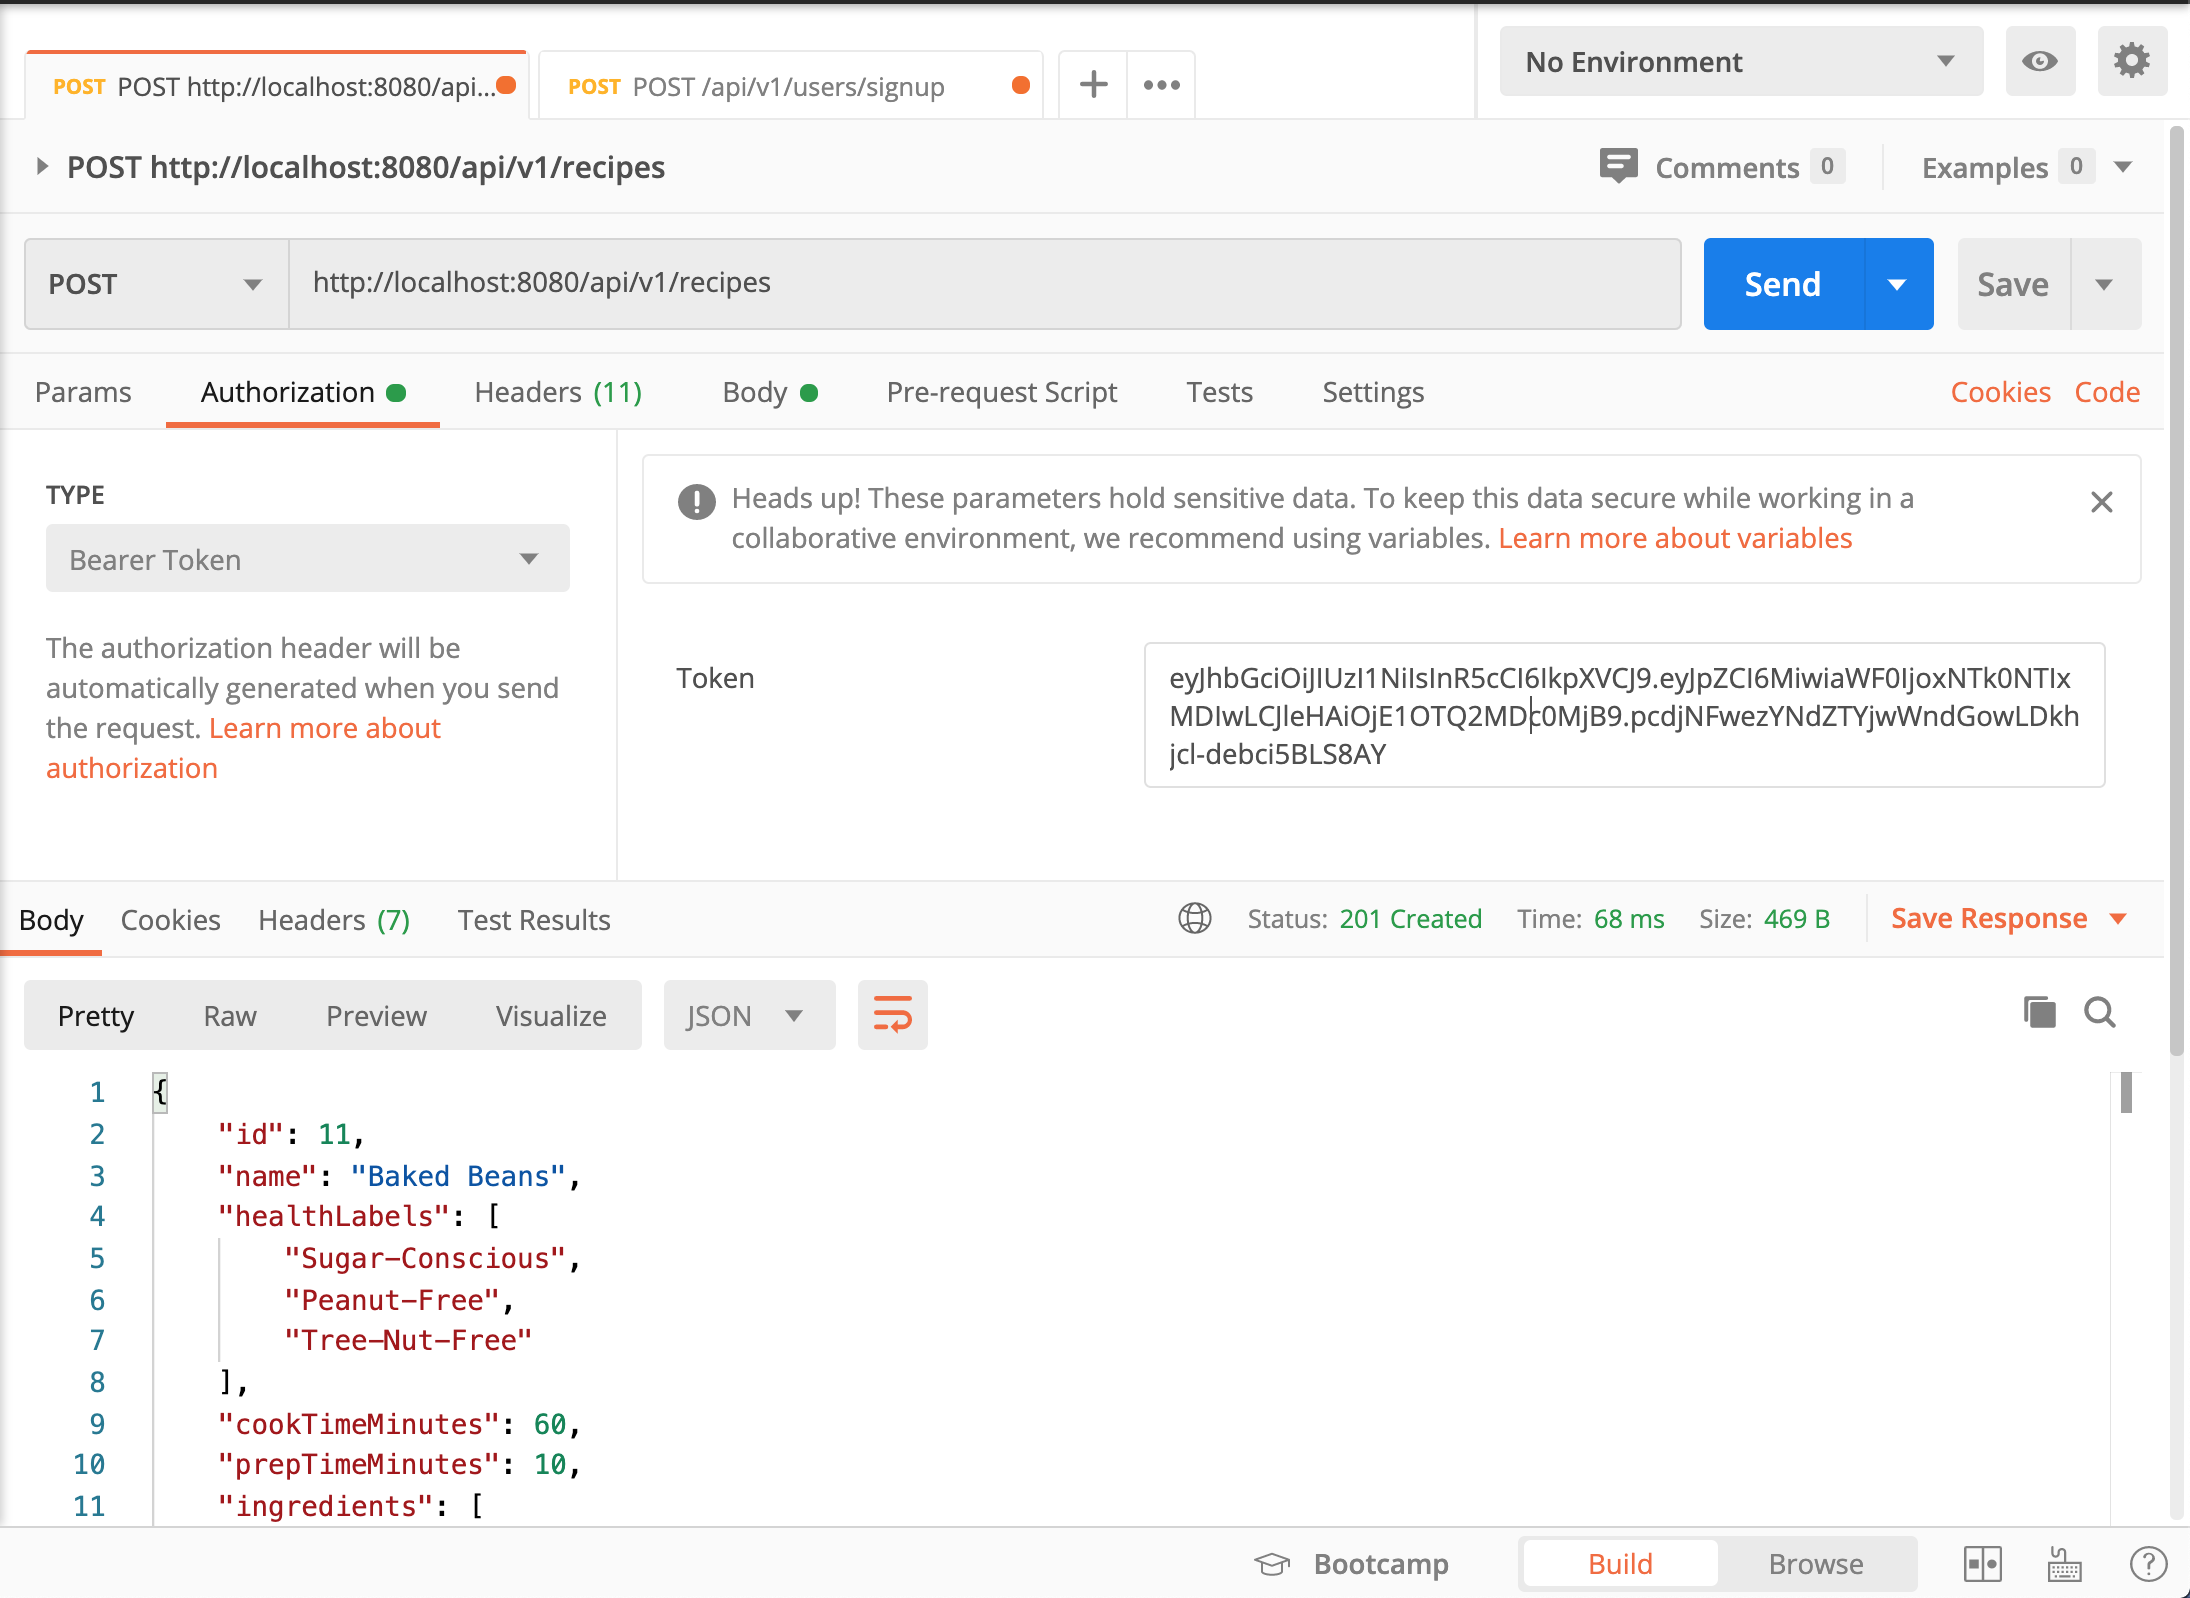 POST POST http://localhost:8080/api...
POST POST /api/v1/users/signup
No Environment
POST http://localhost:8080/api/v1/recipes
Comments 0
Examples 0
POST
http://localhost:8080/api/v1/recipes
Send
Save
Params
Authorization
Headers (11)
Body
Pre-request Script
Tests
Settings
Cookies
Code
TYPE
Bearer Token
The authorization header will be
automatically generated when you send
the request. Learn more about
authorization
Heads up! These parameters hold sensitive data. To keep this data secure while working in a
collaborative environment, we recommend using variables. Learn more about variables
Token
eyJhbGciOiJIUzI1NiIsInR5cCI6IkpXVCJ9.eyJpZCI6MiwiaWF0IjoxNTk0NTIx
MDIwLCJleHAiOjE1OTQ2MDc0MjB9.pcdjNFwezYNdZTYjwWndGowLDkh
jcl-debci5BLS8AY
Body
Cookies
Headers (7)
Test Results
Status: 201 Created
Time: 68 ms
Size: 469 B
Save Response
Pretty
Raw
Preview
Visualize
JSON
1 {
2 "id": 11,
3 "name": "Baked Beans",
4 "healthLabels": [
5 "Sugar-Conscious",
6 "Peanut-Free",
7 "Tree-Nut-Free"
8 ],
9 "cookTimeMinutes": 60,
10 "prepTimeMinutes": 10,
11 "ingredients": [
Bootcamp
Build
Browse